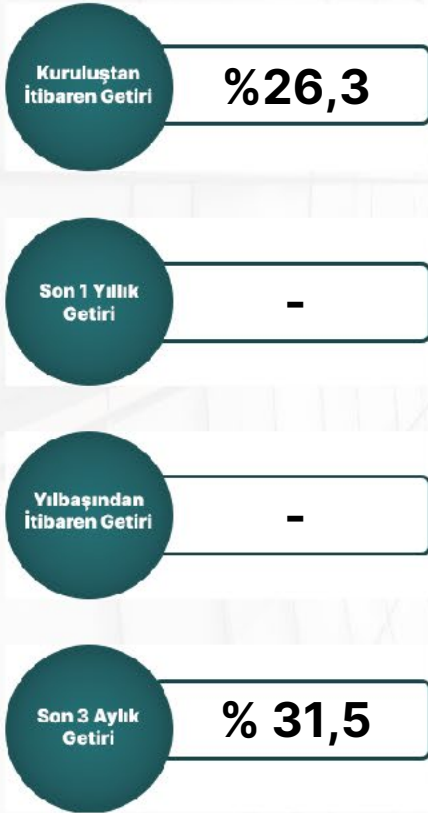 Kuruluştan
İtibaren Getiri
%26,3
Son 1 Yıllık
Getiri
-
Yılbaşından
İtibaren Getiri
-
Son 3 Aylık
Getiri
% 31,5